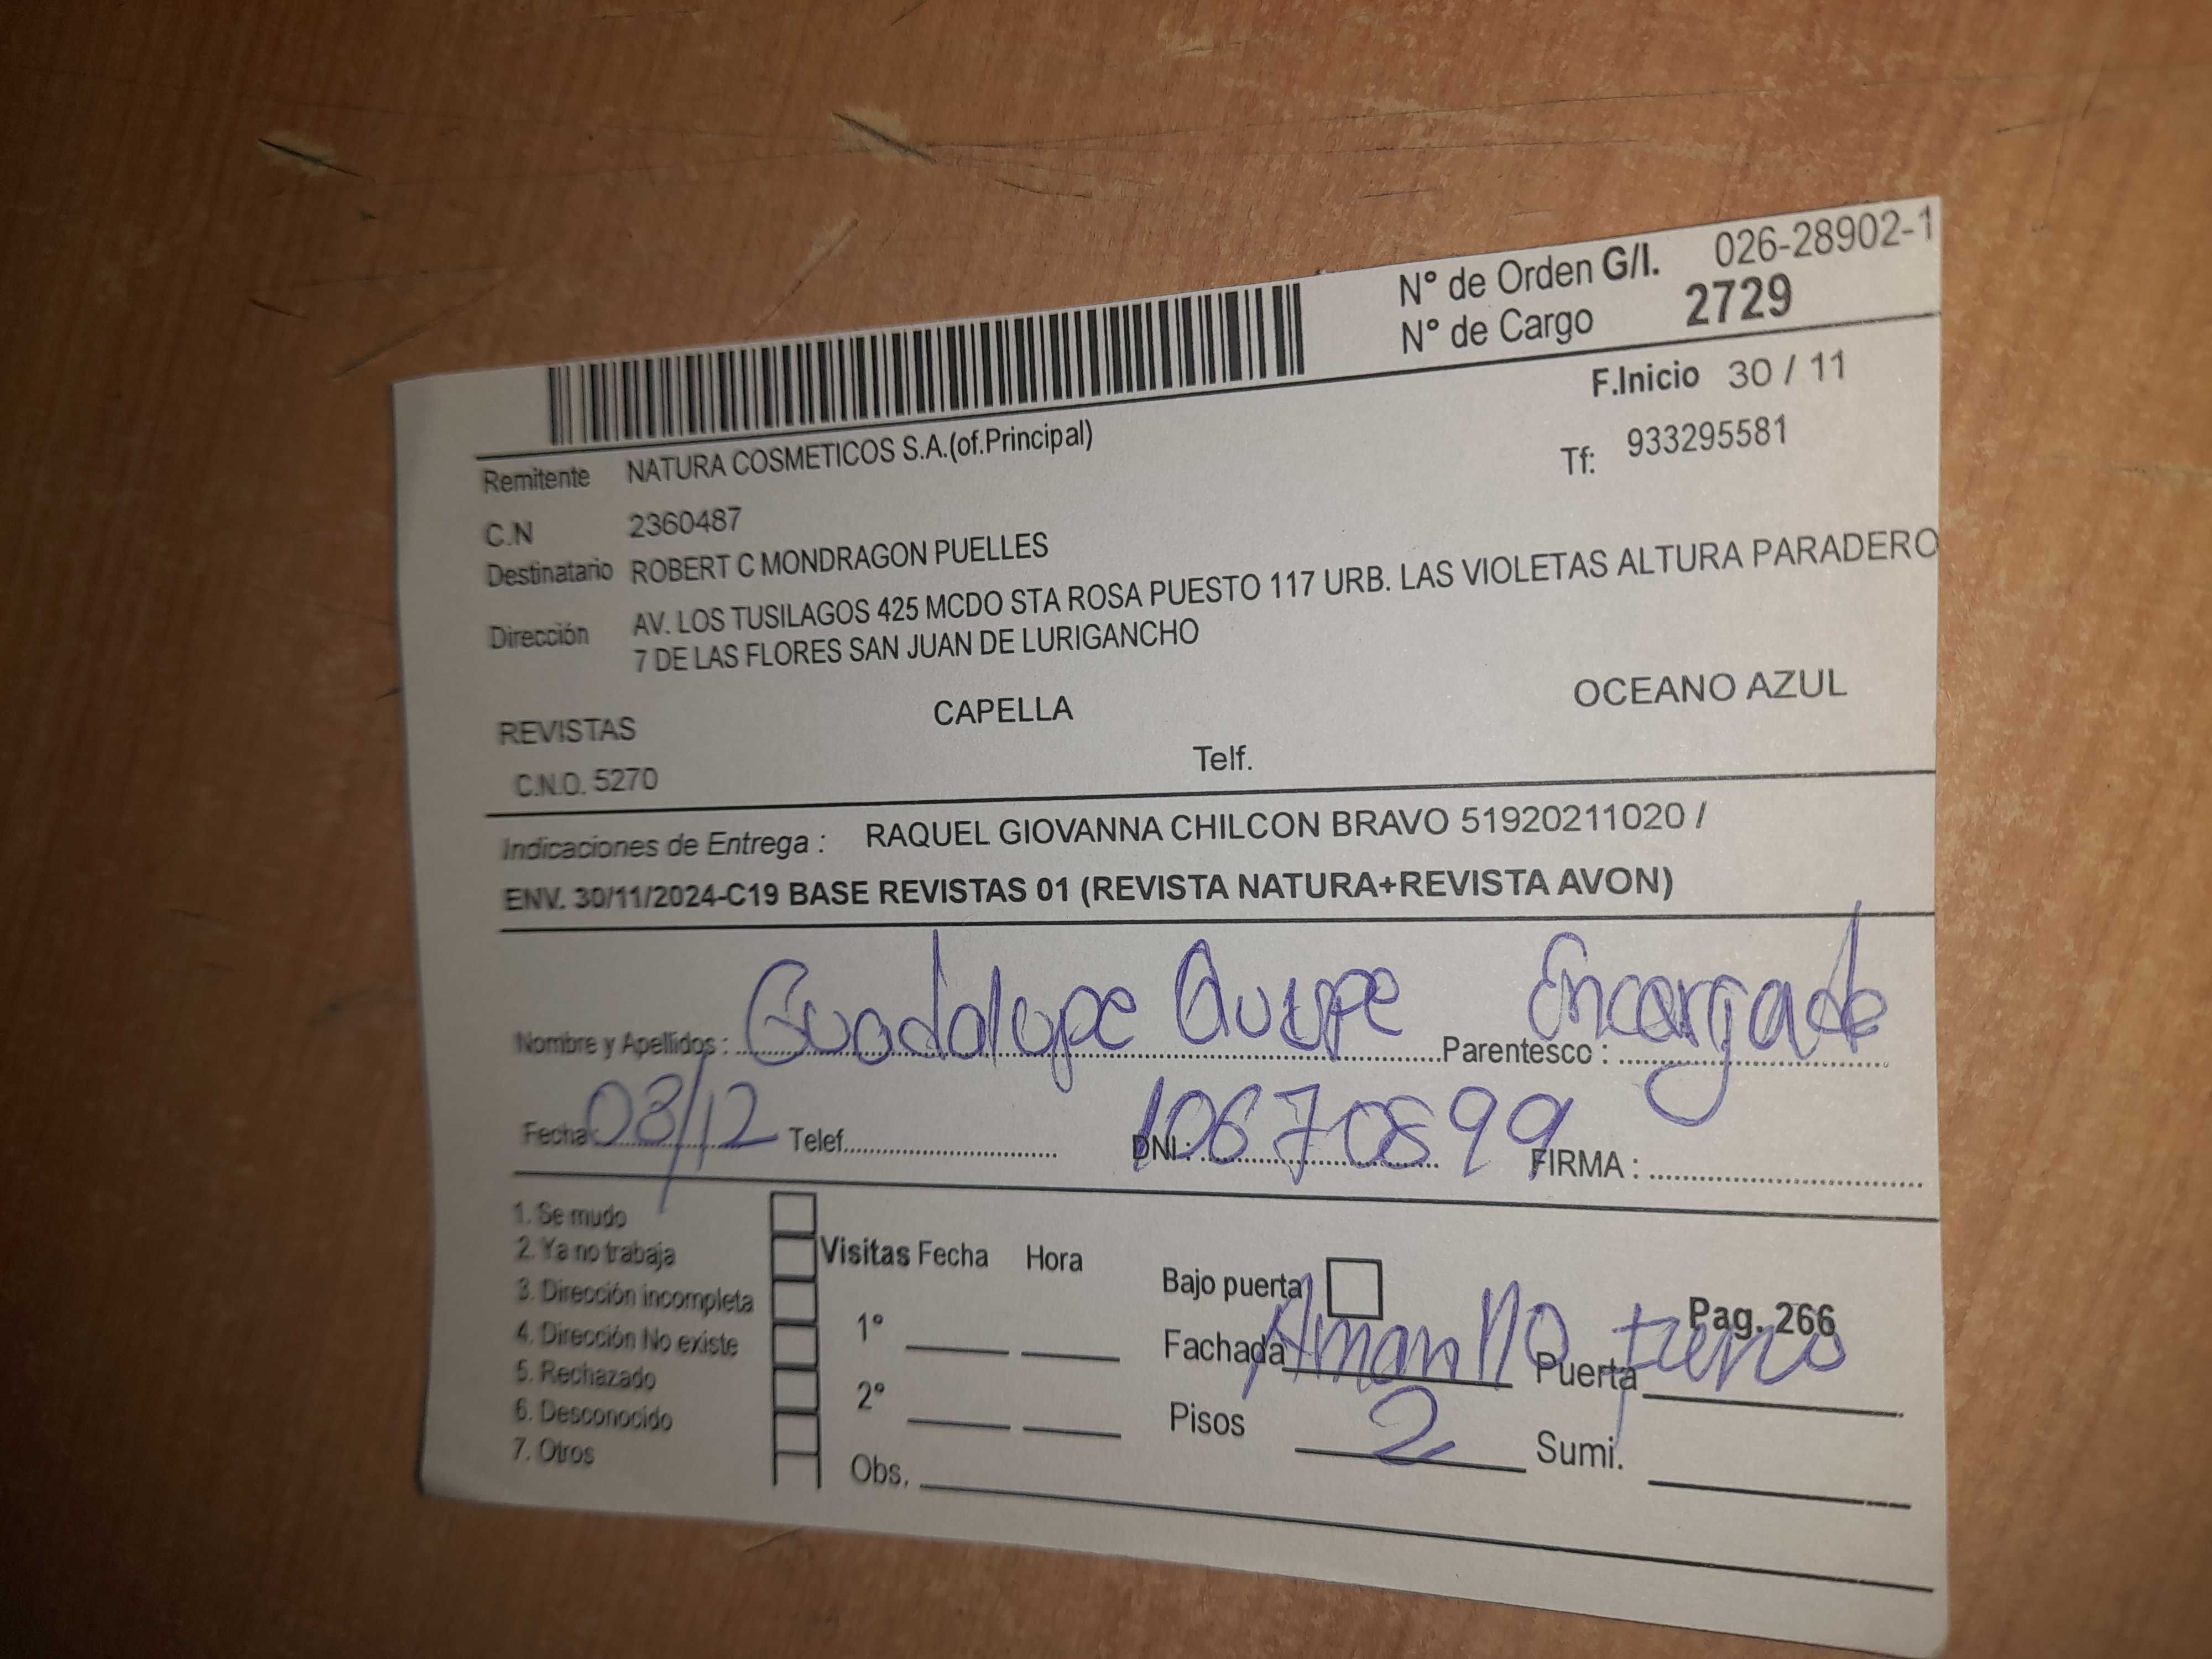 N° de Orden G/I. 026-28902-1
N° de Cargo 2729
F.Inicio 30 / 11
Remitente NATURA COSMETICOS S.A.(of.Principal)
Tf: 933295581
C.N 2360487
Destinatario ROBERT C MONDRAGON PUELLES
Dirección AV. LOS TUSILAGOS 425 MCDO STA ROSA PUESTO 117 URB. LAS VIOLETAS ALTURA PARADERO
7 DE LAS FLORES SAN JUAN DE LURIGANCHO
REVISTAS CAPELLA OCEANO AZUL
C.N.O. 5270 Telf.
Indicaciones de Entrega : RAQUEL GIOVANNA CHILCON BRAVO 51920211020 /
ENV. 30/11/2024-C19 BASE REVISTAS 01 (REVISTA NATURA+REVISTA AVON)
Nombre y Apellidos : Guadalupe Quispe Parentesco : Encargado
Fecha 03/12 Telef. DNI : 10670899 FIRMA :
1. Se mudo
2. Ya no trabaja Visitas Fecha Hora Bajo puerta
3. Dirección incompleta Pag. 266
4. Dirección No existe 1° Fachada Amarillo Puerta fierro
5. Rechazado
6. Desconocido 2° Pisos 2 Sumi.
7. Otros Obs.